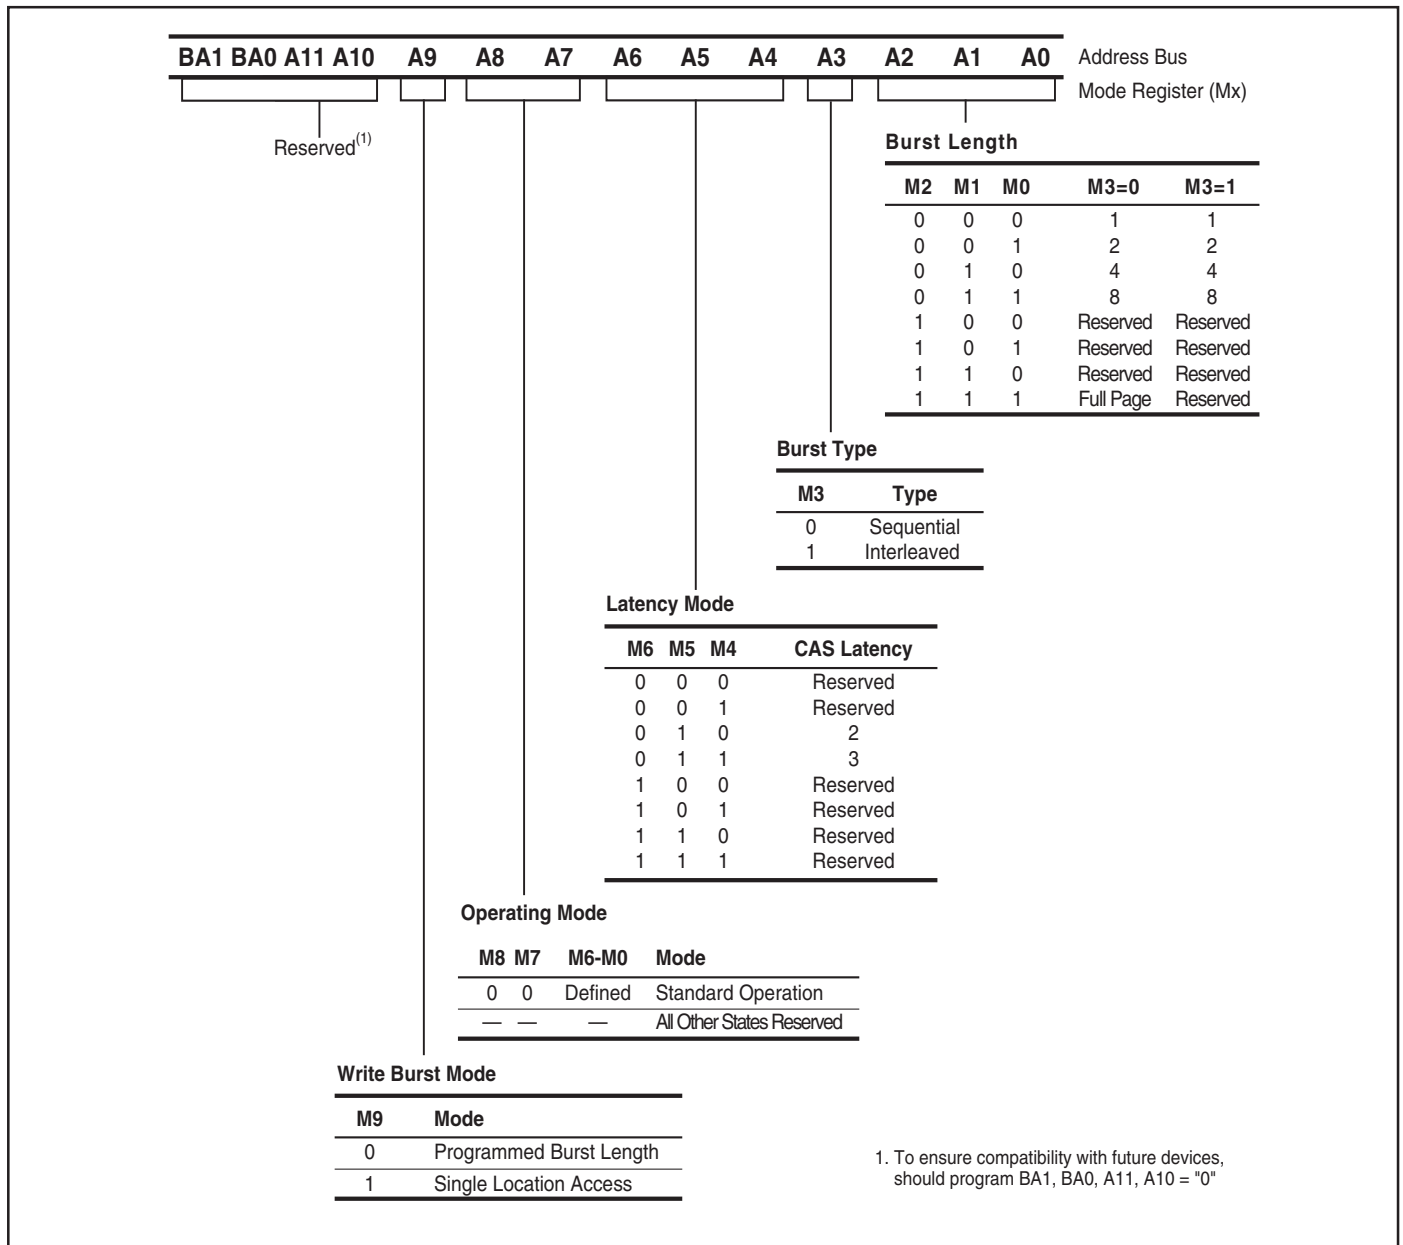 BA1 BA0 A11 A10 A9 A8 A7 A6 A5 A4 A3 A2 A1 A0 Address Bus
Mode Register (Mx)
Reserved(1)
Burst Length
M2 M1 M0 M3=0 M3=1
0 0 0 1 1
0 0 1 2 2
0 1 0 4 4
0 1 1 8 8
1 0 0 Reserved Reserved
1 0 1 Reserved Reserved
1 1 0 Reserved Reserved
1 1 1 Full Page Reserved
Burst Type
M3 Type
0 Sequential
1 Interleaved
Latency Mode
M6 M5 M4 CAS Latency
0 0 0 Reserved
0 0 1 Reserved
0 1 0 2
0 1 1 3
1 0 0 Reserved
1 0 1 Reserved
1 1 0 Reserved
1 1 1 Reserved
Operating Mode
M8 M7 M6-M0 Mode
0 0 Defined Standard Operation
— — — All Other States Reserved
Write Burst Mode
M9 Mode
0 Programmed Burst Length
1 Single Location Access
1. To ensure compatibility with future devices,
should program BA1, BA0, A11, A10 = "0"